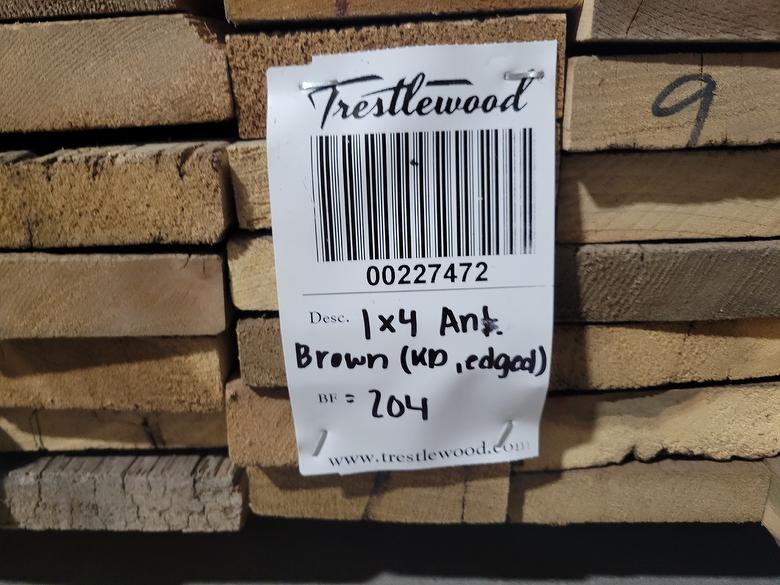 Trestlewood
9
00227472
Desc. 1x4 Ant.
Brown (KD, edged)
BF = 204
www.trestlewood.com